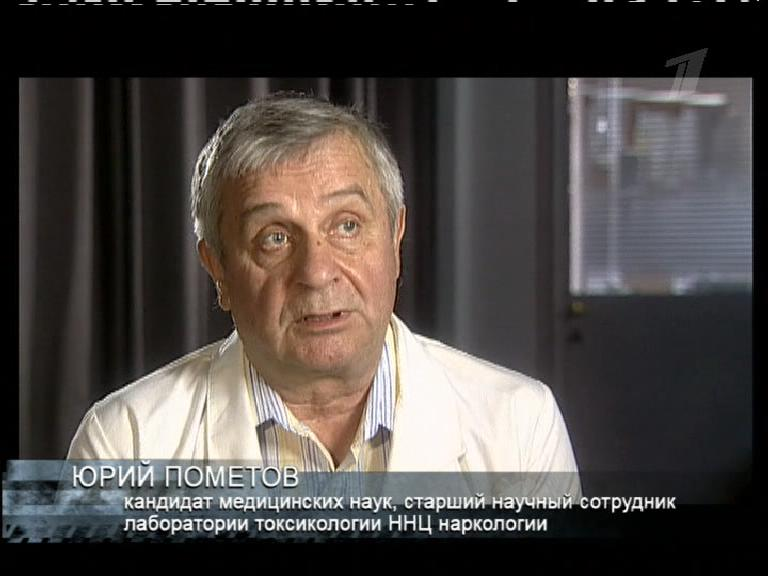 ЮРИЙ ПОМЕТОВ
кандидат медицинских наук, старший научный сотрудник
лаборатории токсикологии ННЦ наркологии